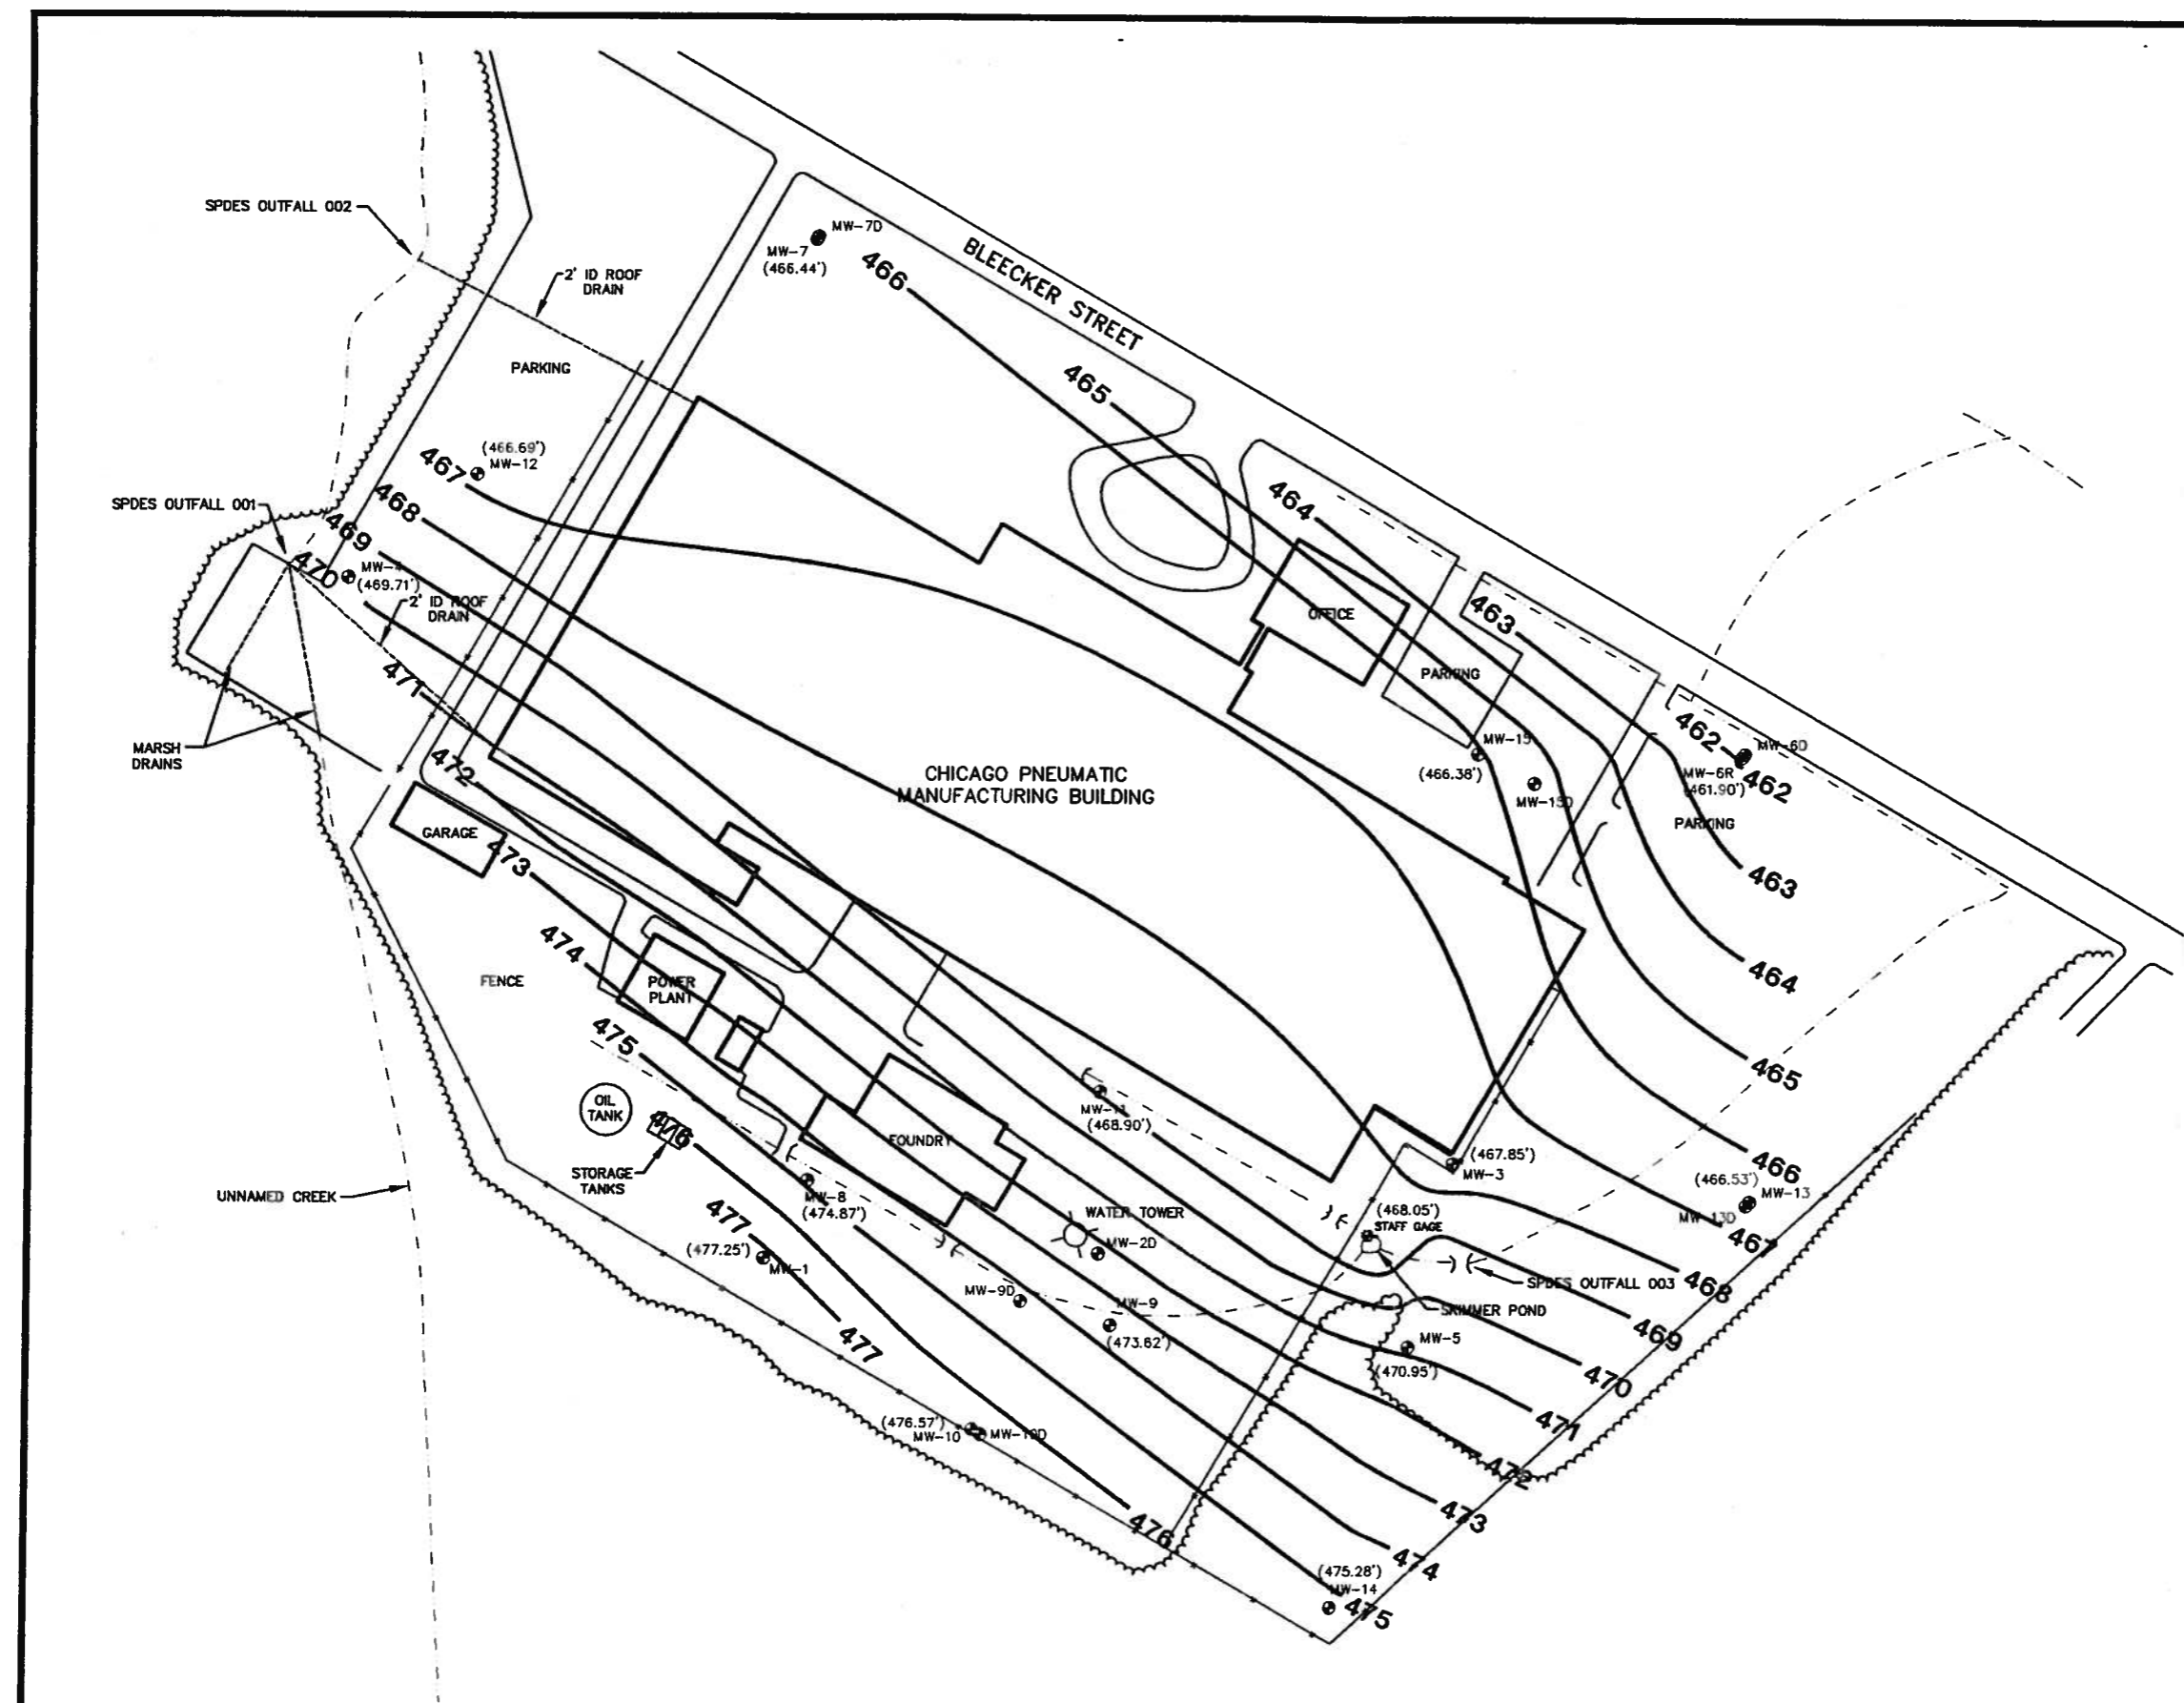 MW-7D
MW-7
(466.44')
466
BLEECKER STREET
SPDES OUTFALL 002
2' ID ROOF
DRAIN
PARKING
465
(466.69')
MW-12
467
468
464
SPDES OUTFALL 001
469
470
MW-4
(469.71')
2' ID ROOF
DRAIN
OFFICE
463
PARKING
471
MARSH
DRAINS
472
MW-15
(466.38')
MW-15D
462
MW-6D
MW-6R
(461.90')
462
PARKING
CHICAGO PNEUMATIC
MANUFACTURING BUILDING
GARAGE
473
463
474
FENCE
POWER
PLANT
464
475
465
OIL
TANK
476
MW-11
(468.90')
FOUNDRY
STORAGE
TANKS
UNNAMED CREEK
(467.85')
MW-3
466
(466.53')
MW-13
MW-13D
467
MW-8
(474.87')
477
WATER TOWER
(468.05')
STAFF GAGE
MW-2D
(477.25')
MW-1
SPDES OUTFALL 003
468
MW-9D
MW-9
(473.62')
SKIMMER POND
469
477
MW-5
(470.95')
470
471
(476.57')
MW-10
MW-10D
472
473
476
474
(475.28')
MW-14
475